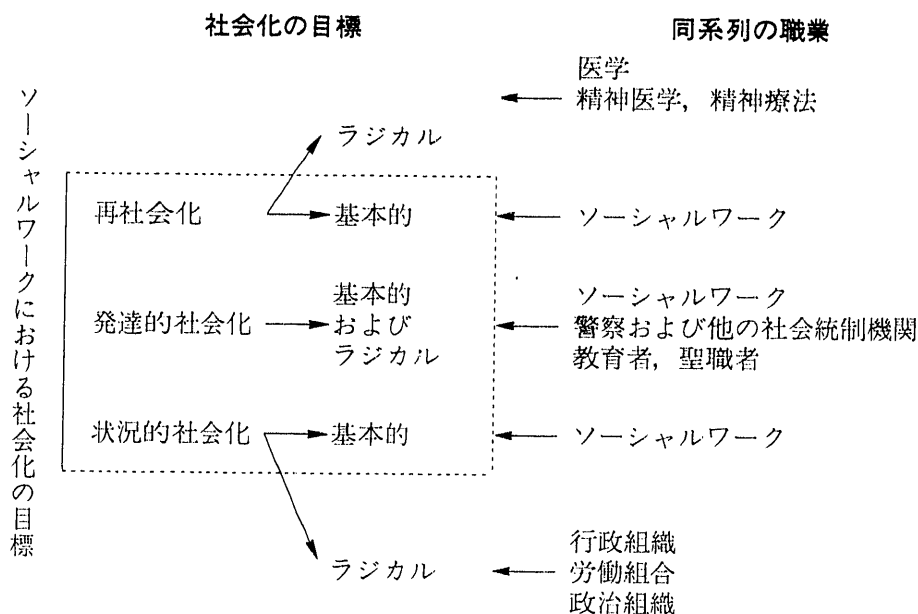 社会化の目標
同系列の職業
ソーシャルワークにおける社会化の目標
医学
精神医学，精神療法
ラジカル
再社会化
基本的
ソーシャルワーク
発達的社会化
基本的
および
ラジカル
ソーシャルワーク
警察および他の社会統制機関
教育者，聖職者
状況的社会化
基本的
ソーシャルワーク
ラジカル
行政組織
労働組合
政治組織